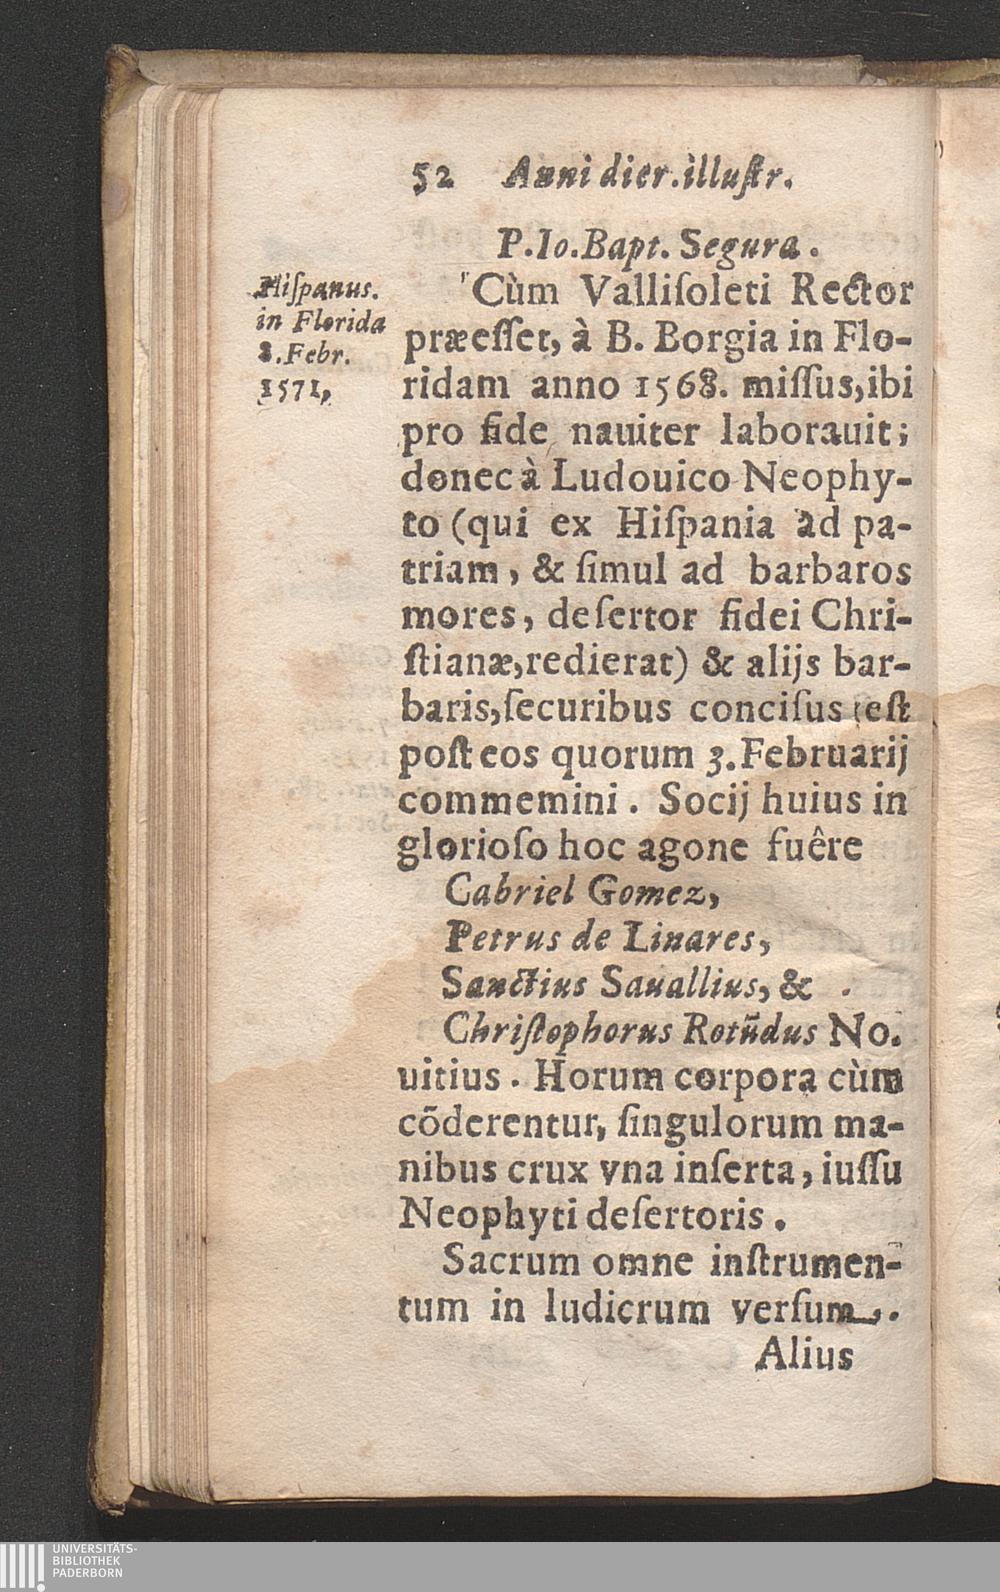 52 Anni dier. illuſtr.
P. Io. Bapt. Segura.
Hiſpanus.
in Florida
8. Febr.
1571,
Cùm Valliſoleti Rector
præeſſet, à B. Borgia in Flo-
ridam anno 1568. miſſus, ibi
pro fide nauiter laborauit;
donec à Ludouico Neophy-
to (qui ex Hiſpania ad pa-
triam, & ſimul ad barbaros
mores, deſertor fidei Chri-
ſtianæ, redierat) & alijs bar-
baris, ſecuribus conciſus eſt
poſt eos quorum 3. Februarij
commemini. Socij huius in
glorioſo hoc agone fuêre
Gabriel Gomez,
Petrus de Linares,
Sanctius Sauallius, &
Chriſtophorus Rotũdus No.
uitius. Horum corpora cùm
cõderentur, ſingulorum ma-
nibus crux vna inſerta, iuſſu
Neophyti deſertoris.
Sacrum omne inſtrumen-
tum in ludicrum verſum.
Alius
UNIVERSITÄTS-
BIBLIOTHEK
PADERBORN